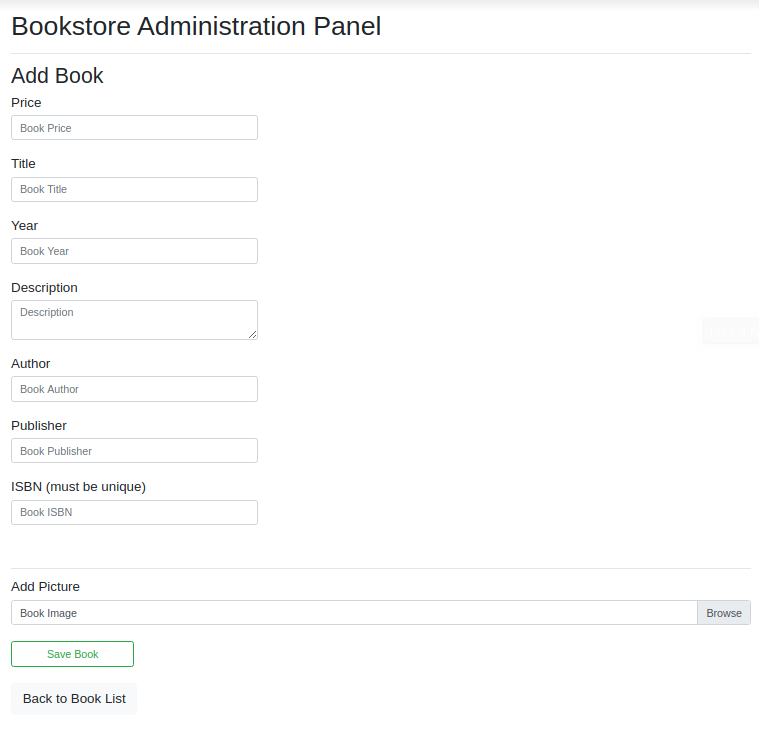 Bookstore Administration Panel
Add Book
Price
Book Price
Title
Book Title
Year
Book Year
Description
Description
Author
Book Author
Publisher
Book Publisher
ISBN (must be unique)
Book ISBN
Add Picture
Book Image Browse
Save Book
Back to Book List